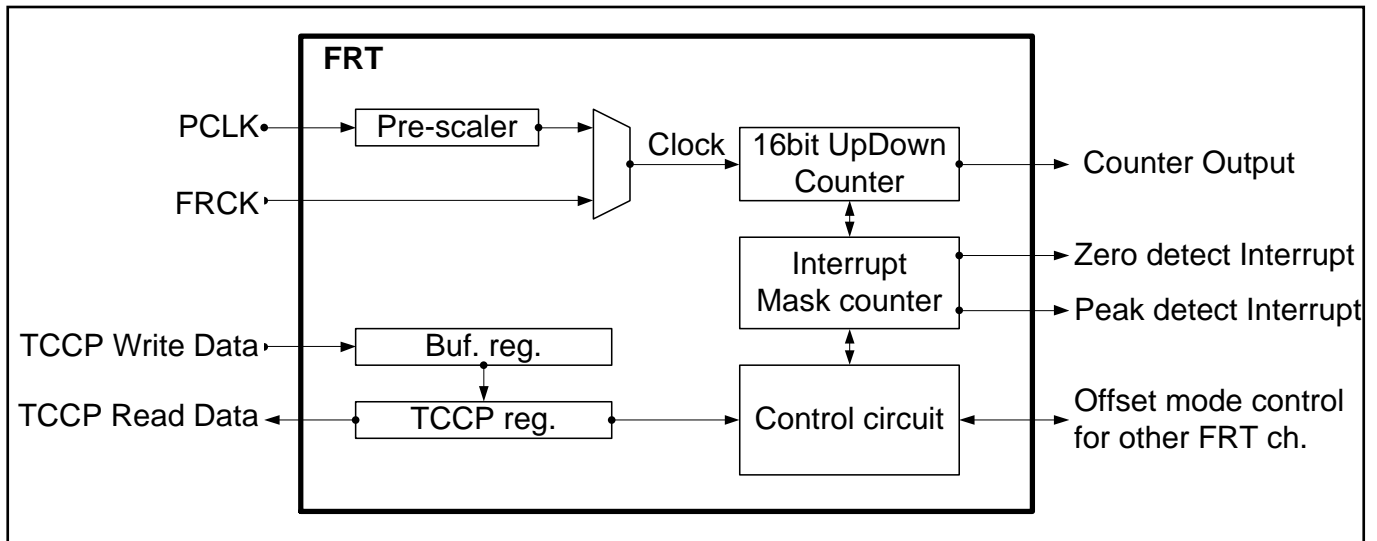 FRT
PCLK
Pre-scaler
Clock
16bit UpDown
Counter
Counter Output
FRCK
Interrupt
Mask counter
Zero detect Interrupt
Peak detect Interrupt
TCCP Write Data
Buf. reg.
TCCP Read Data
TCCP reg.
Control circuit
Offset mode control
for other FRT ch.